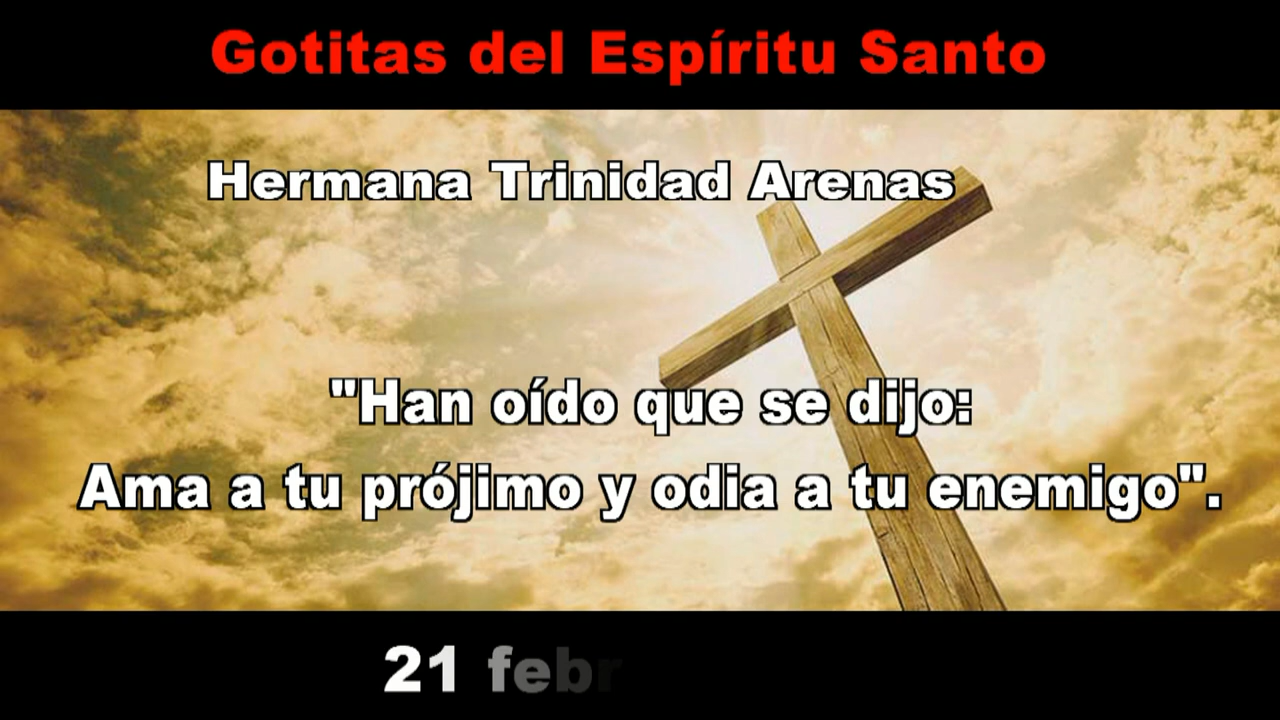 Gotitas del Espíritu Santo
Hermana Trinidad Arenas
"Han oído que se dijo:
Ama a tu prójimo y odia a tu enemigo".
21 febr